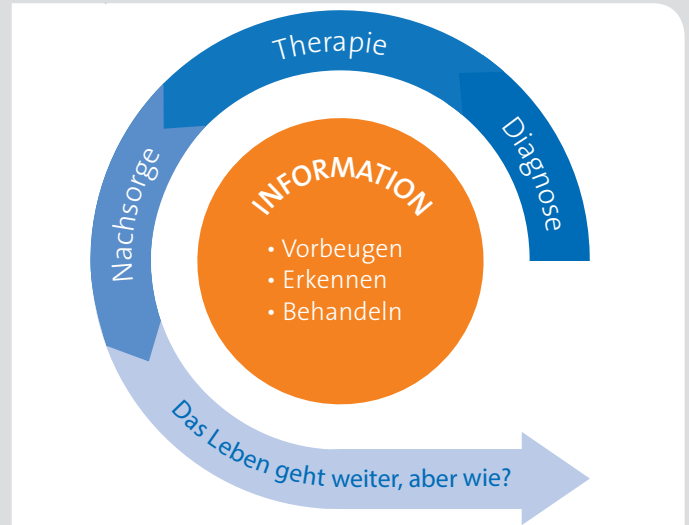 Diagnose
Therapie
Nachsorge
Das Leben geht weiter, aber wie?
INFORMATION
• Vorbeugen
• Erkennen
• Behandeln